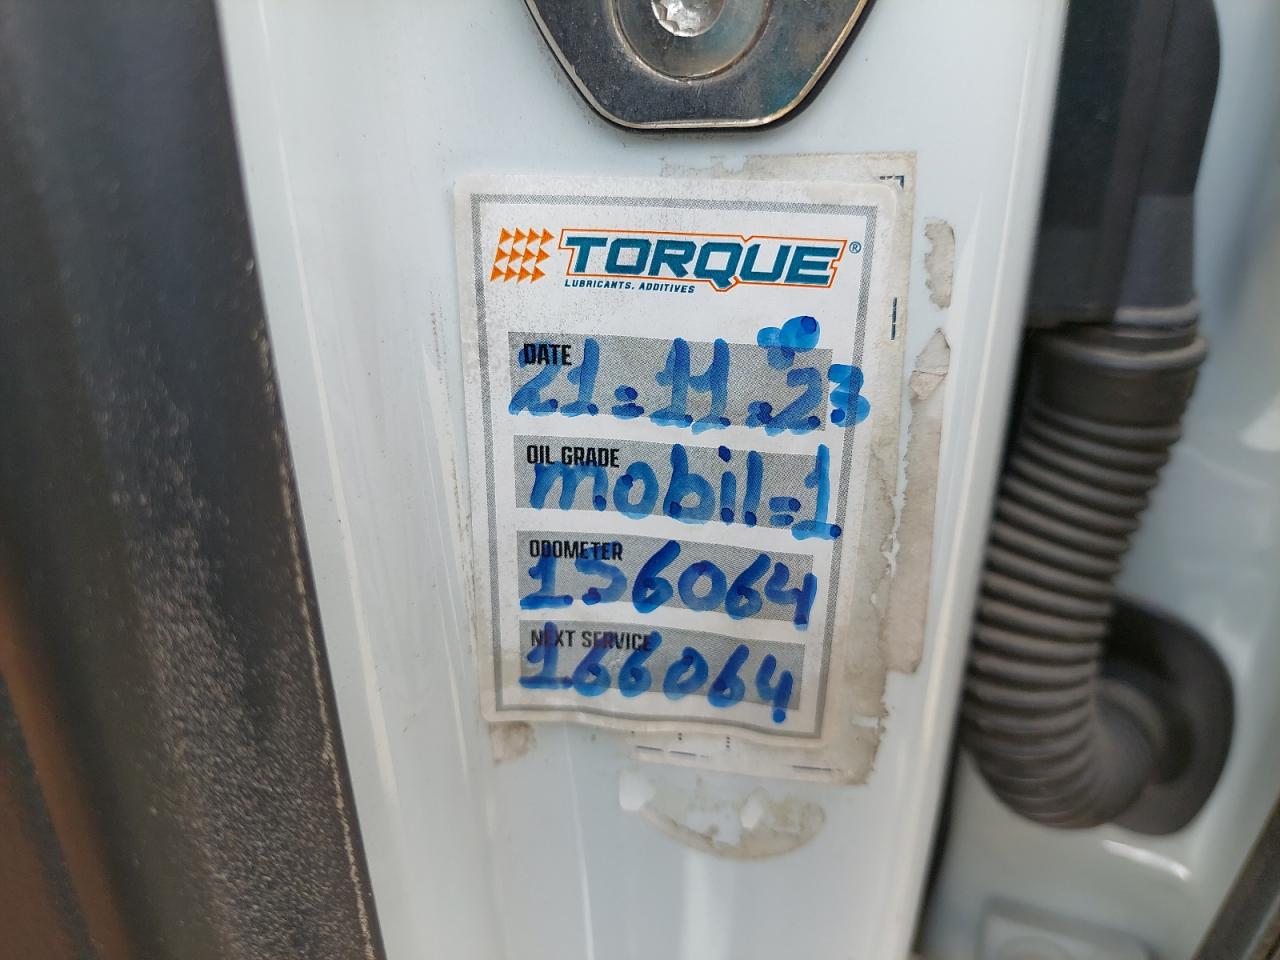 TORQUE®
LUBRICANTS, ADDITIVES
DATE
21.11.23
OIL GRADE
mobil=1
ODOMETER
156064
NEXT SERVICE
166064